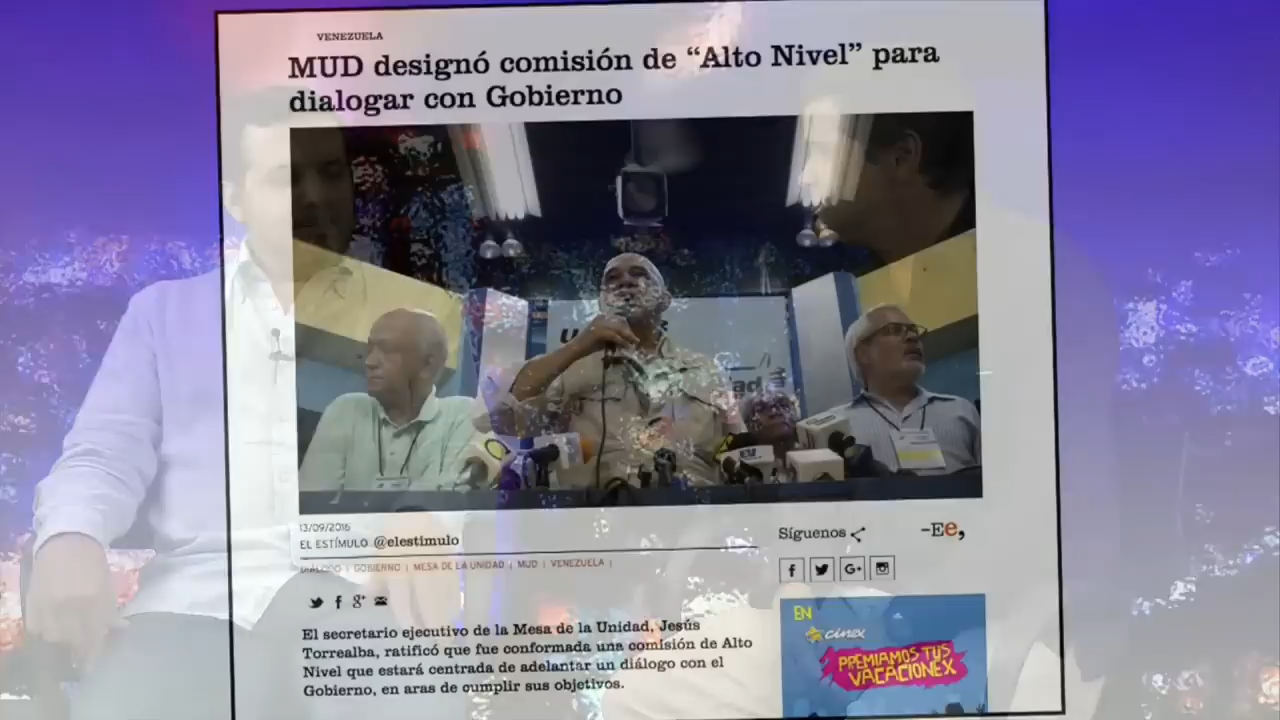 VENEZUELA
MUD designó comisión de “Alto Nivel” para
dialogar con Gobierno
13/09/2016
EL ESTÍMULO @elestimulo
DIÁLOGO | GOBIERNO | MESA DE LA UNIDAD | MUD | VENEZUELA |
Síguenos
-Ee,
El secretario ejecutivo de la Mesa de la Unidad, Jesús
Torrealba, ratificó que fue conformada una comisión de Alto
Nivel que estará centrada de adelantar un diálogo con el
Gobierno, en aras de cumplir sus objetivos.
EN
cinex
PREMIAMOS TUS
VACACIONEX